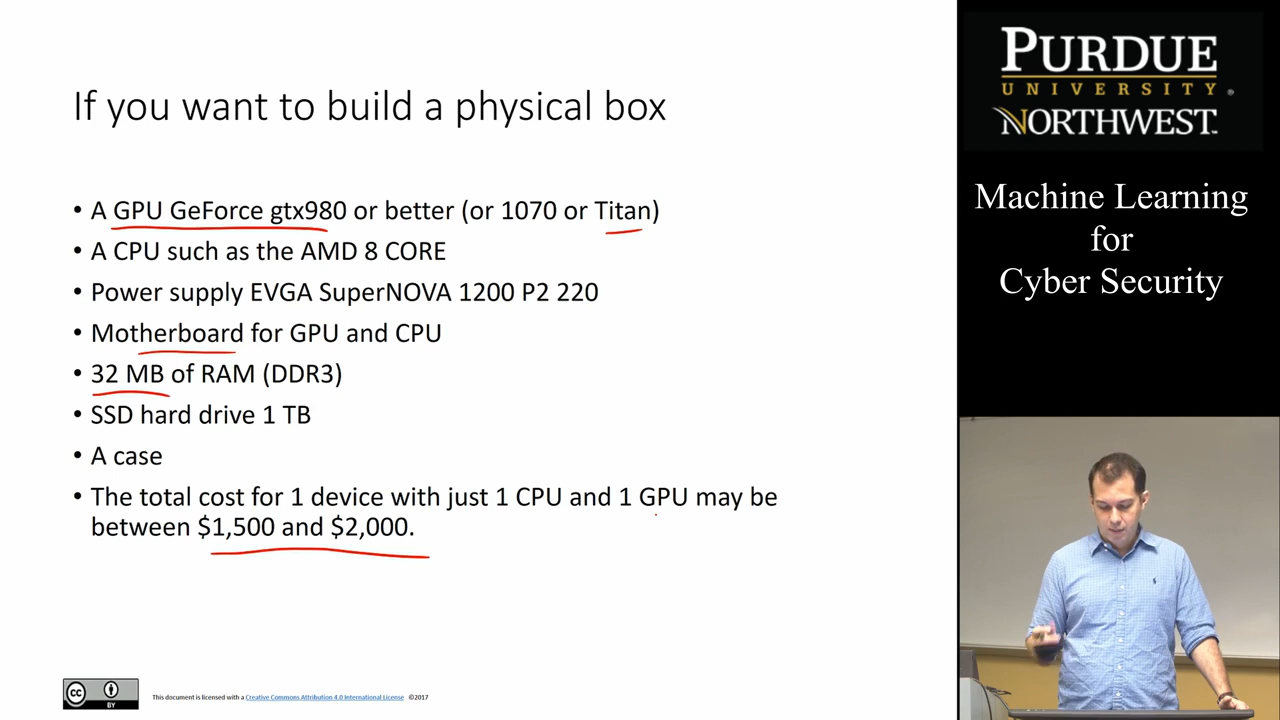 If you want to build a physical box
• A GPU GeForce gtx980 or better (or 1070 or Titan)
• A CPU such as the AMD 8 CORE
• Power supply EVGA SuperNOVA 1200 P2 220
• Motherboard for GPU and CPU
• 32 MB of RAM (DDR3)
• SSD hard drive 1 TB
• A case
• The total cost for 1 device with just 1 CPU and 1 GPU may be
between $1,500 and $2,000.
cc BY
This document is licensed with a Creative Commons Attribution 4.0 International License ©2017
PURDUE
UNIVERSITY®
NORTHWEST™
Machine Learning
for
Cyber Security